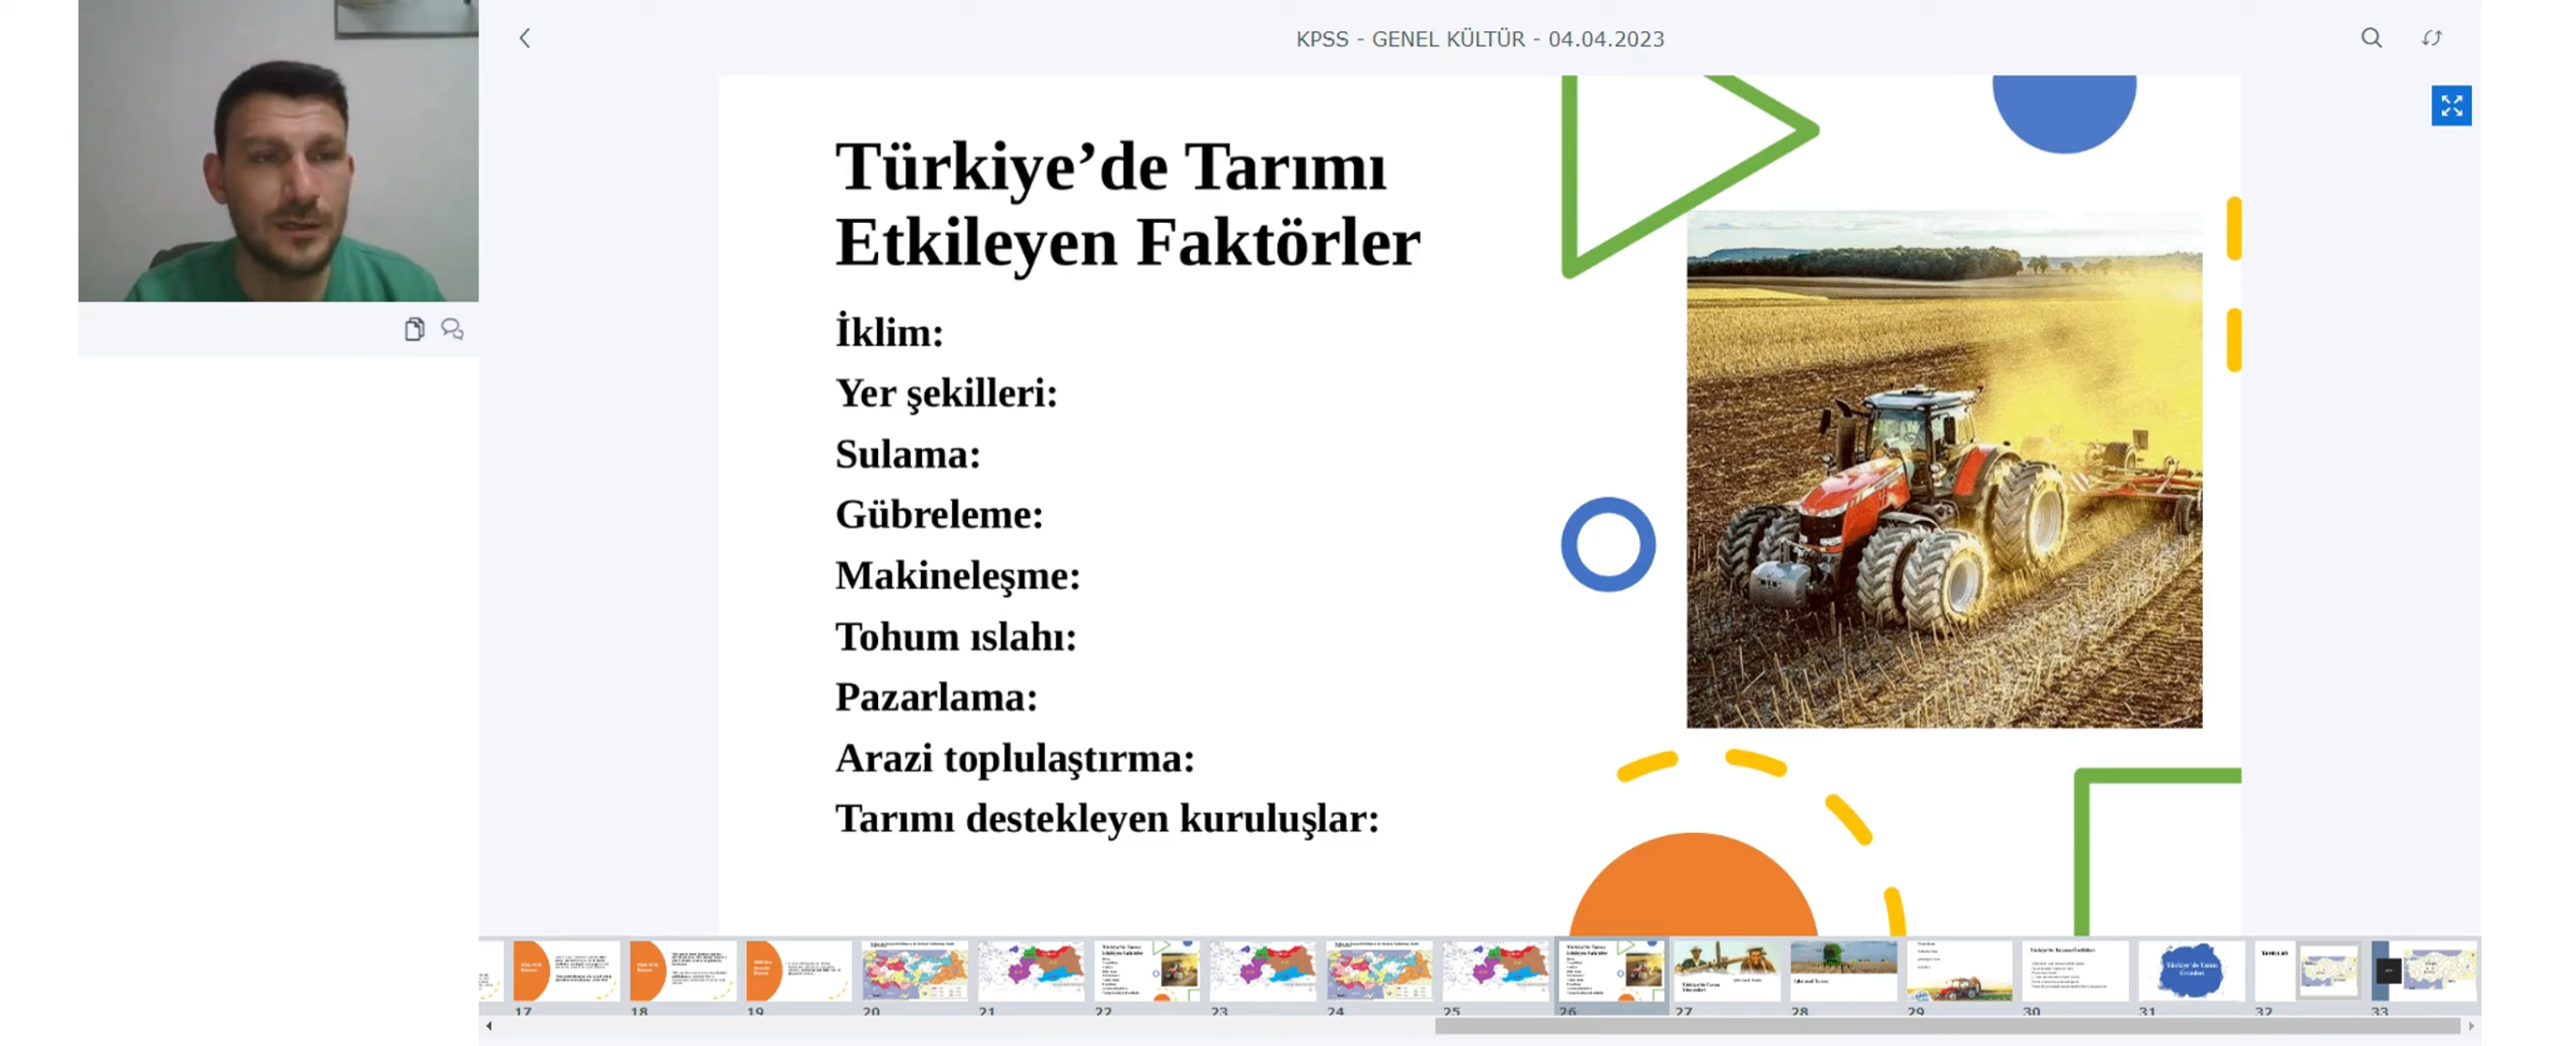 KPSS - GENEL KÜLTÜR - 04.04.2023
Türkiye’de Tarımı
Etkileyen Faktörler
İklim:
Yer şekilleri:
Sulama:
Gübreleme:
Makineleşme:
Tohum ıslahı:
Pazarlama:
Arazi toplulaştırma:
Tarımı destekleyen kuruluşlar:
17
18
19
20
21
22
23
24
25
26
27
28
29
30
31
32
33